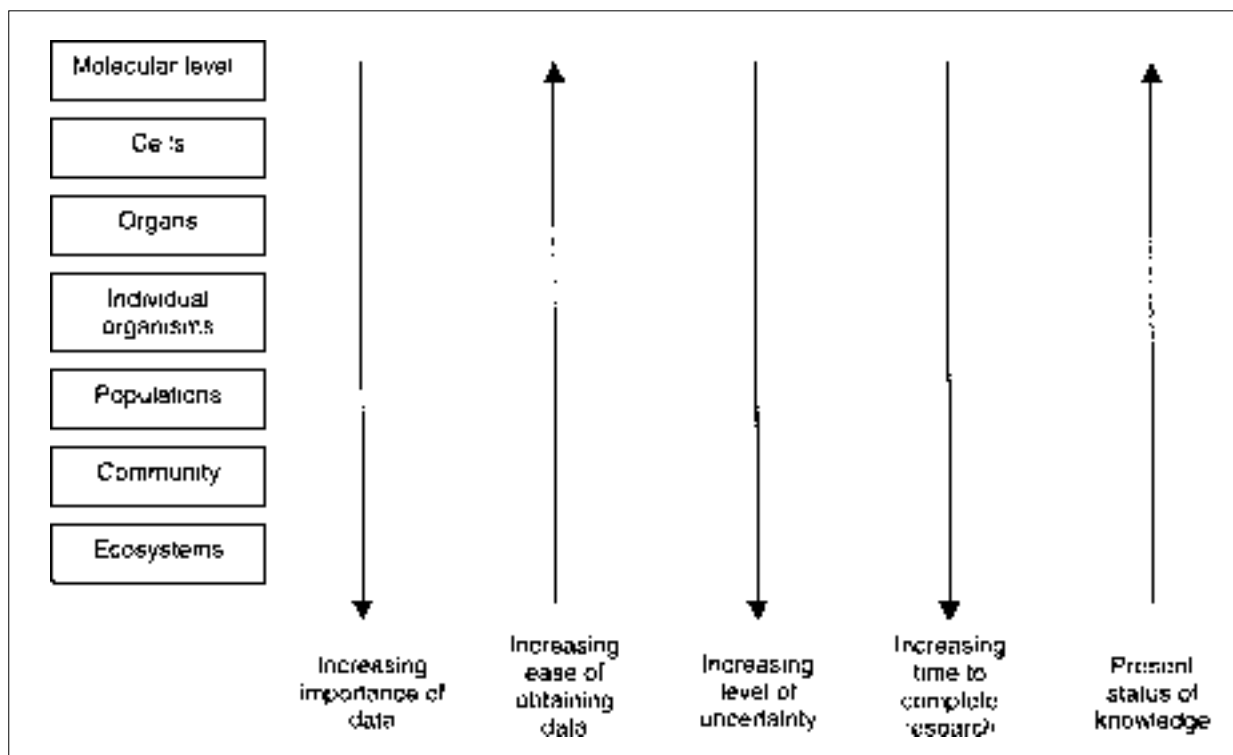 Molecular level
Cells
Organs
Individual
organisms
Populations
Community
Ecosystems
Increasing
importance of
data
Increasing
ease of
obtaining
data
Increasing
level of
uncertainty
Increasing
time to
complete
research
Present
status of
knowledge